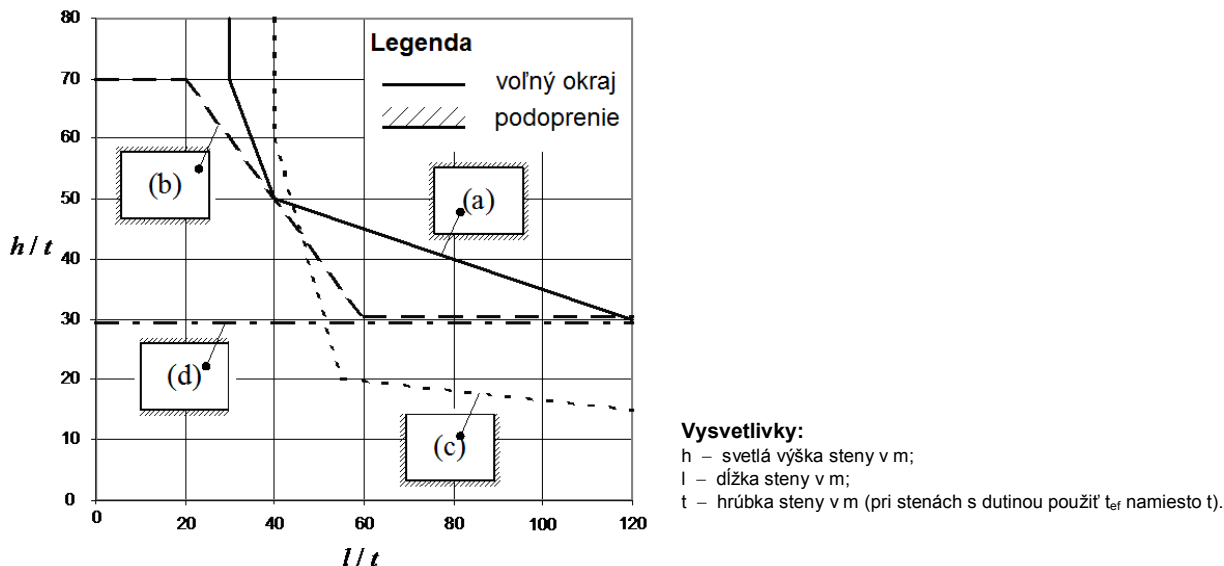 80
70
60
50
40
30
20
10
0
h / t
0 20 40 60 80 100 120
l / t
Legenda
voľný okraj
podoprenie
(a)
(b)
(c)
(d)
Vysvetlivky:
h – svetlá výška steny v m;
l – dĺžka steny v m;
t – hrúbka steny v m (pri stenách s dutinou použiť tef namiesto t).